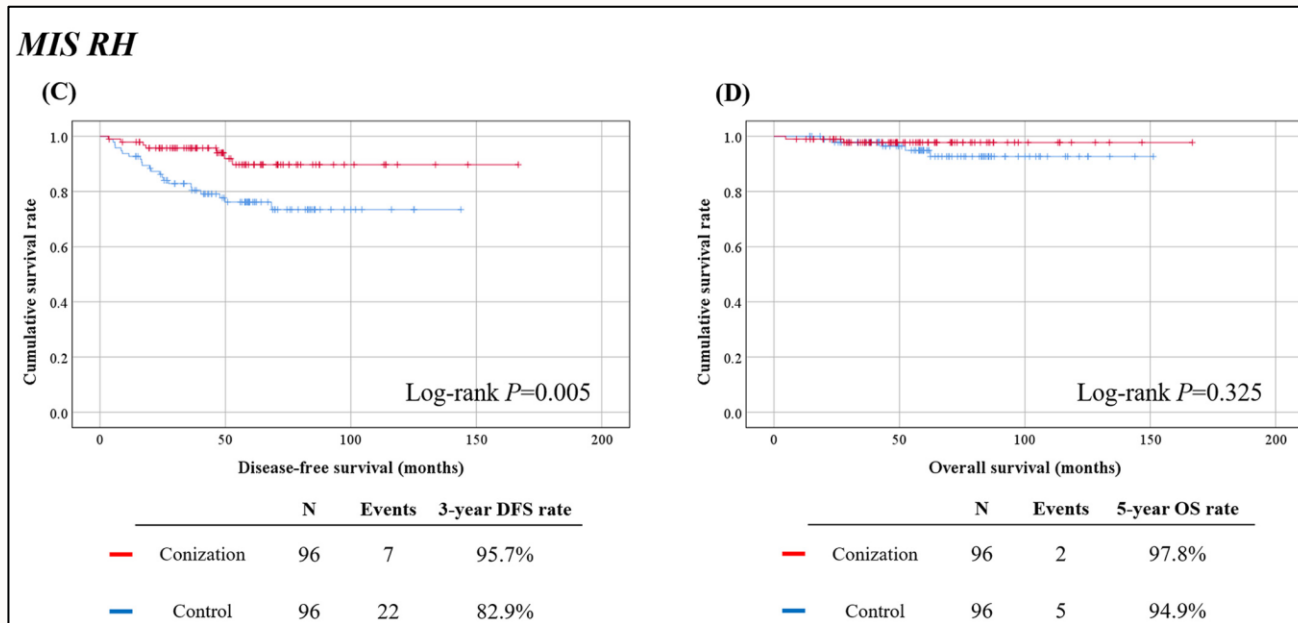 MIS RH
(C)
Cumulative survival rate
1.0
0.8
0.6
0.4
0.2
0.0
Log-rank P=0.005
0 50 100 150 200
Disease-free survival (months)
N Events 3-year DFS rate
Conization 96 7 95.7%
Control 96 22 82.9%
(D)
Cumulative survival rate
1.0
0.8
0.6
0.4
0.2
0.0
Log-rank P=0.325
0 50 100 150 200
Overall survival (months)
N Events 5-year OS rate
Conization 96 2 97.8%
Control 96 5 94.9%